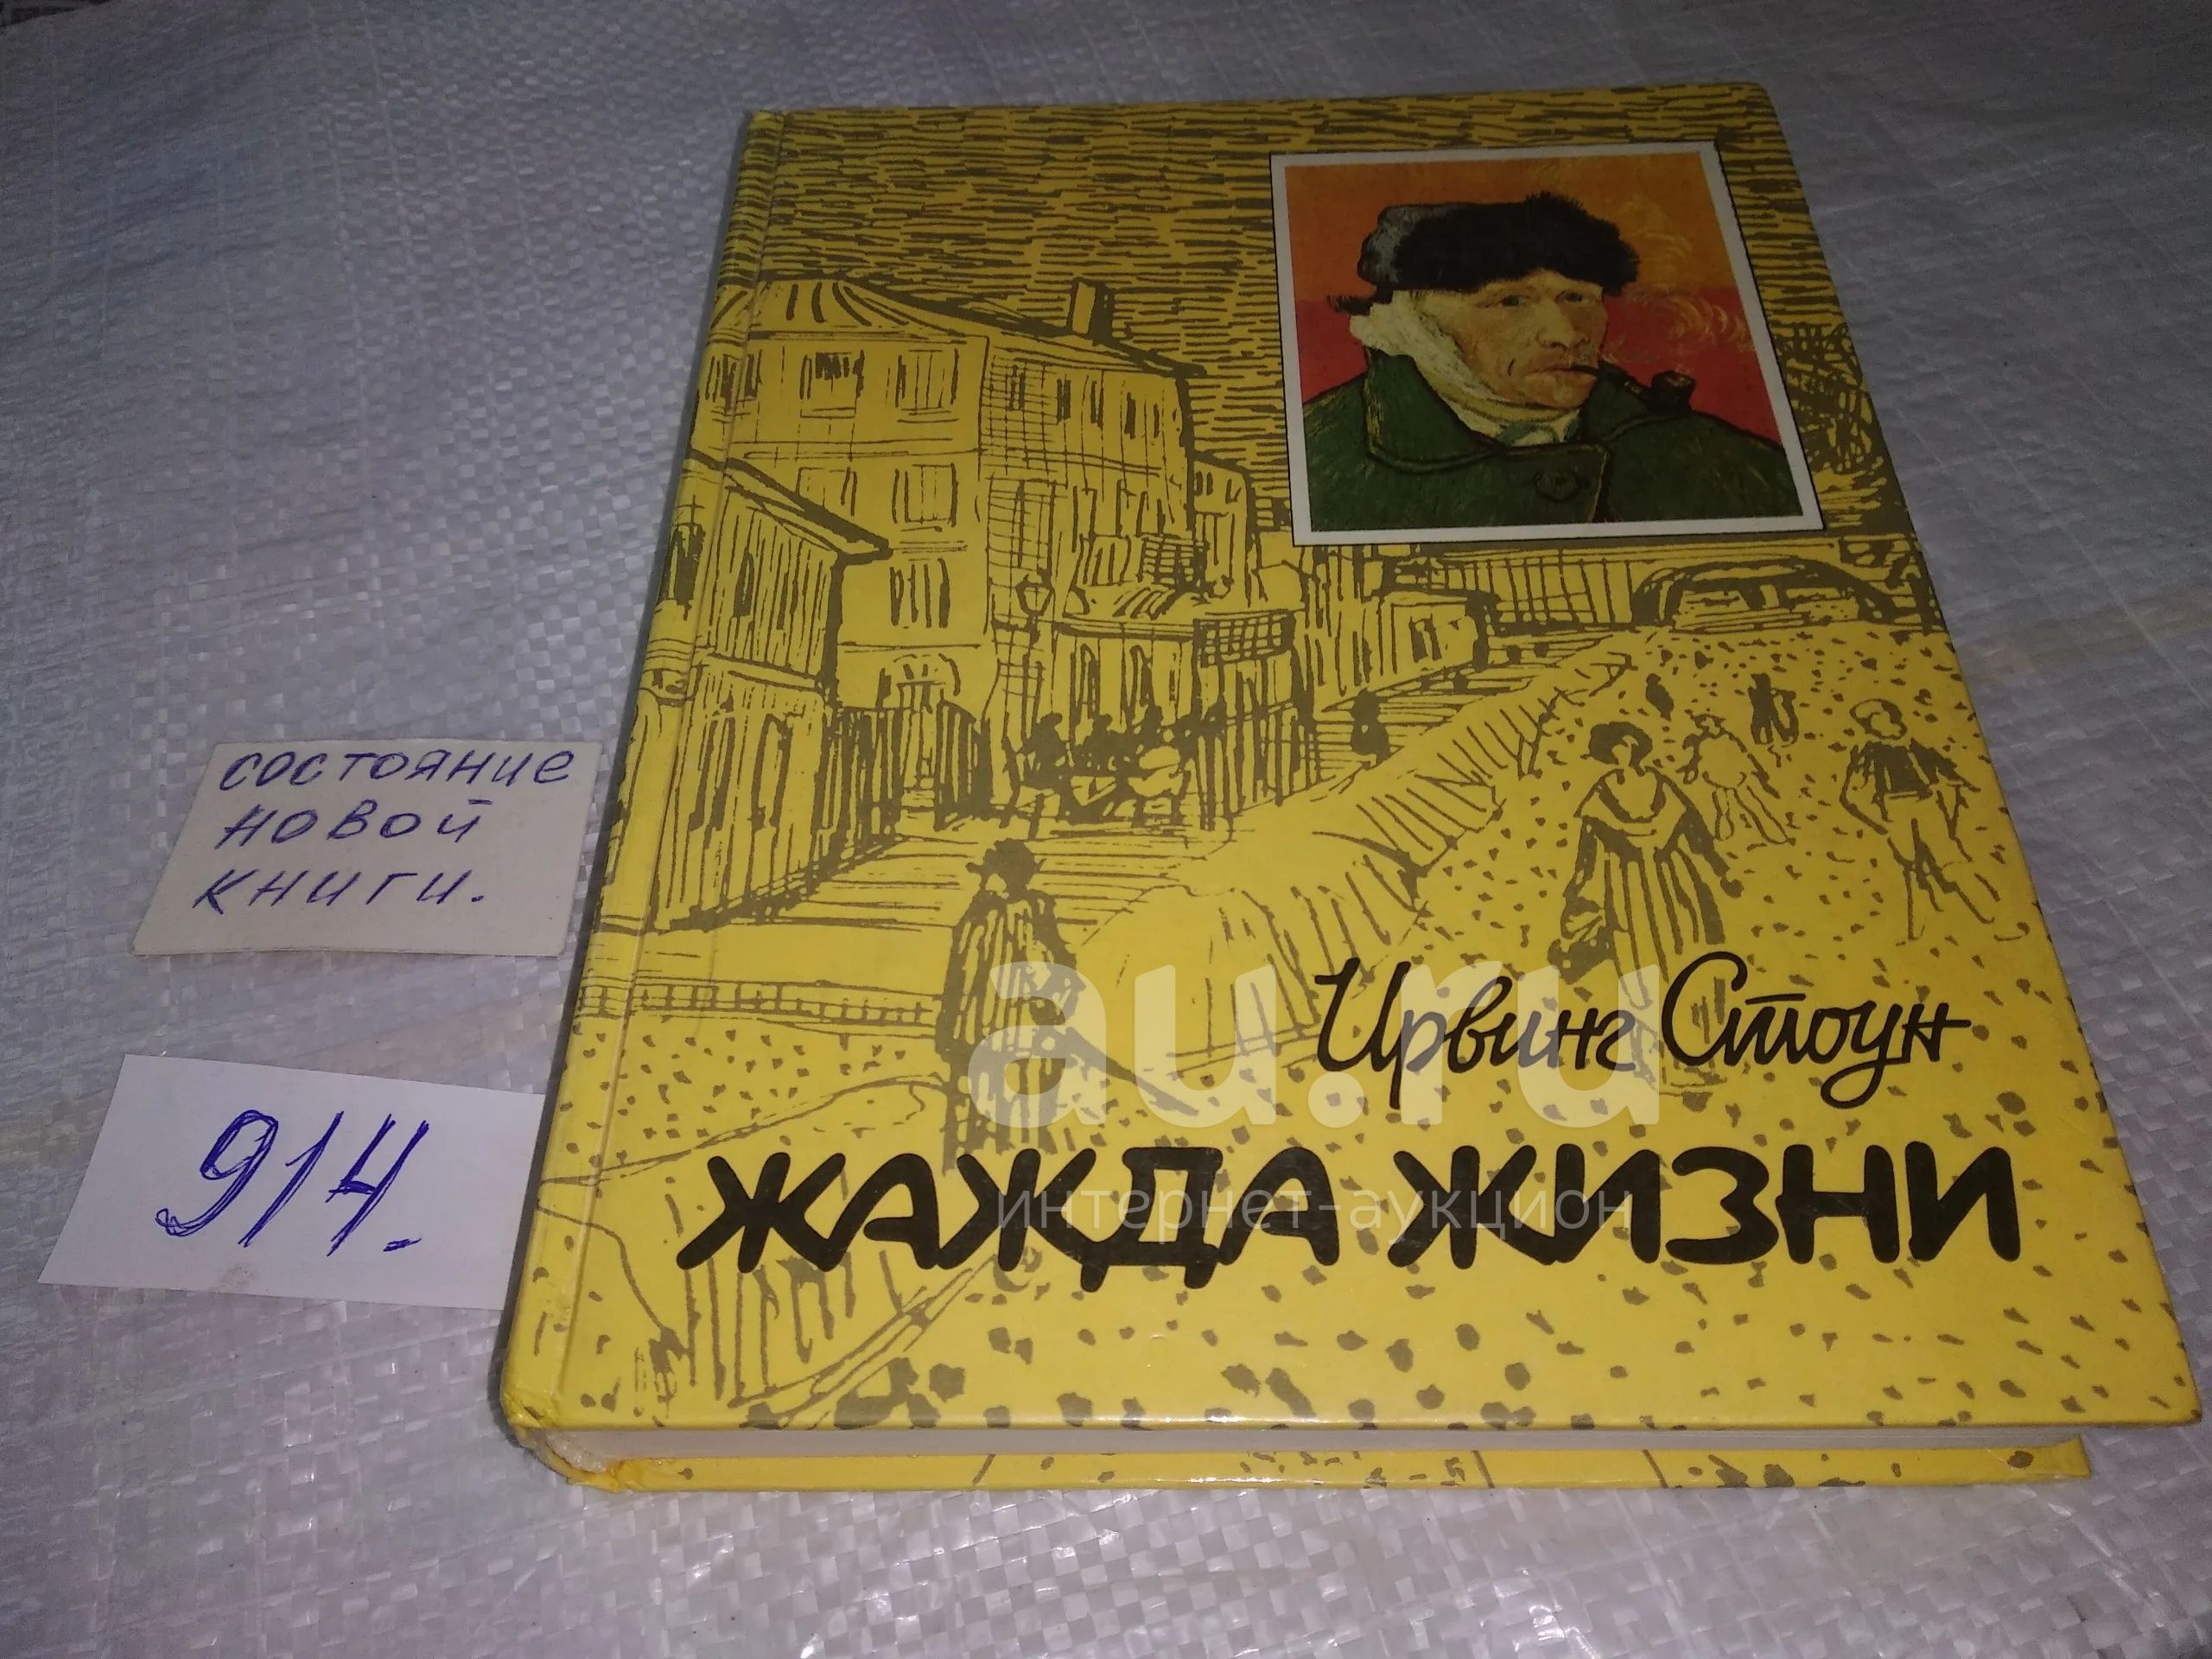 состояние
новой
книги.
914.
Ирвинг Стоун
ЖАЖДА ЖИЗНИ
au.ru
интернет-аукцион